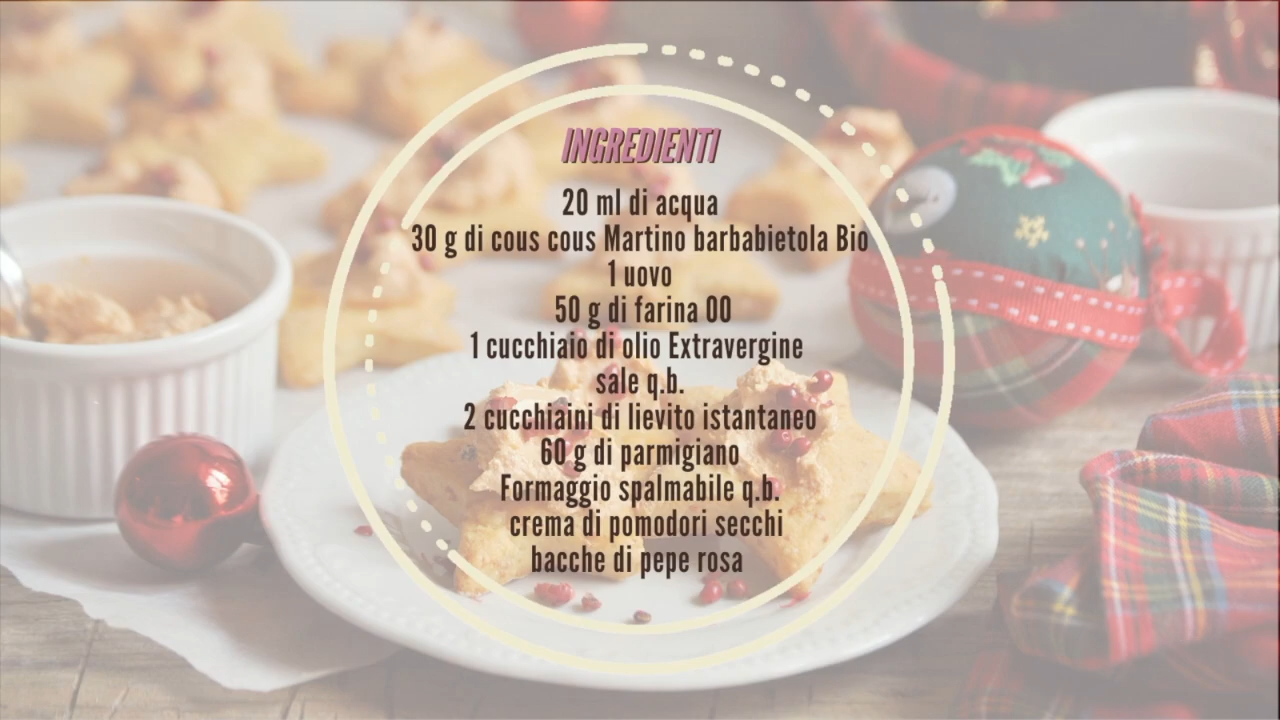 INGREDIENTI
20 ml di acqua
30 g di cous cous Martino barbabietola Bio
1 uovo
50 g di farina 00
1 cucchiaio di olio Extravergine
sale q.b.
2 cucchiaini di lievito istantaneo
60 g di parmigiano
Formaggio spalmabile q.b.
crema di pomodori secchi
bacche di pepe rosa